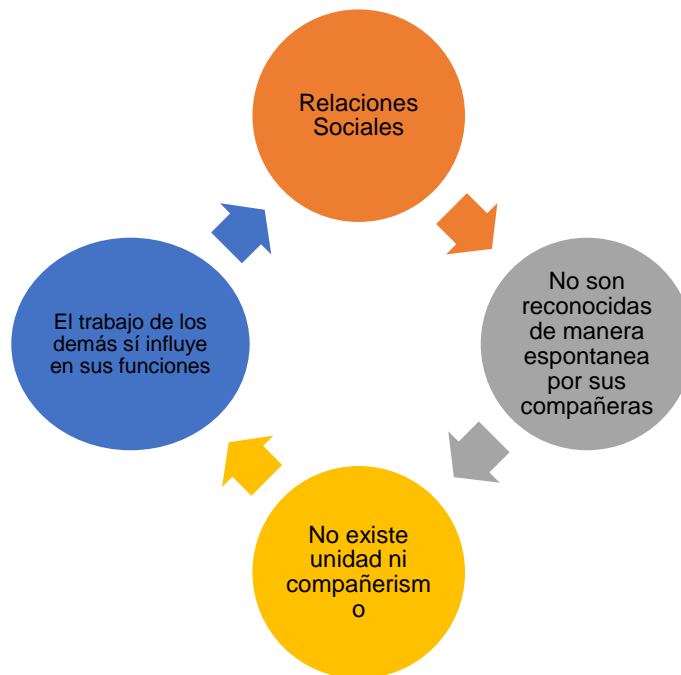 Relaciones
Sociales
No son
reconocidas
de manera
espontanea
por sus
compañeras
No existe
unidad ni
compañerism
o
El trabajo de los
demás sí influye
en sus funciones